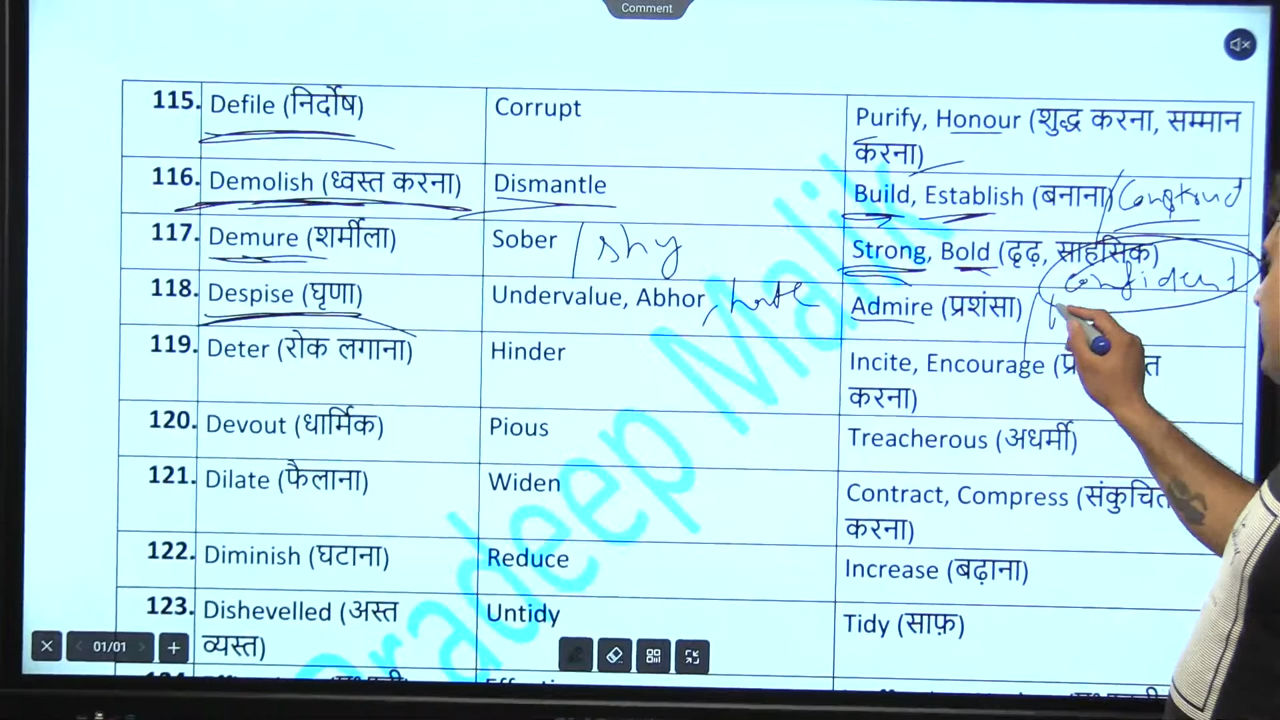 Comment
115. Defile (निर्दोष) Corrupt Purify, Honour (शुद्ध करना, सम्मान
करना)
116. Demolish (ध्वस्त करना) Dismantle Build, Establish (बनाना) Construct
117. Demure (शर्मीला) Sober / shy Strong, Bold (दृढ़, साहसिक)
confident
118. Despise (घृणा) Undervalue, Abhor, hate Admire (प्रशंसा)
119. Deter (रोक लगाना) Hinder Incite, Encourage
करना)
120. Devout (धार्मिक) Pious Treacherous (अधर्मी)
121. Dilate (फैलाना) Widen Contract, Compress (संकुचित
करना)
122. Diminish (घटाना) Reduce Increase (बढ़ाना)
123. Dishevelled (अस्त Untidy Tidy (साफ़)
व्यस्त)
01/01
Pradeep Malik